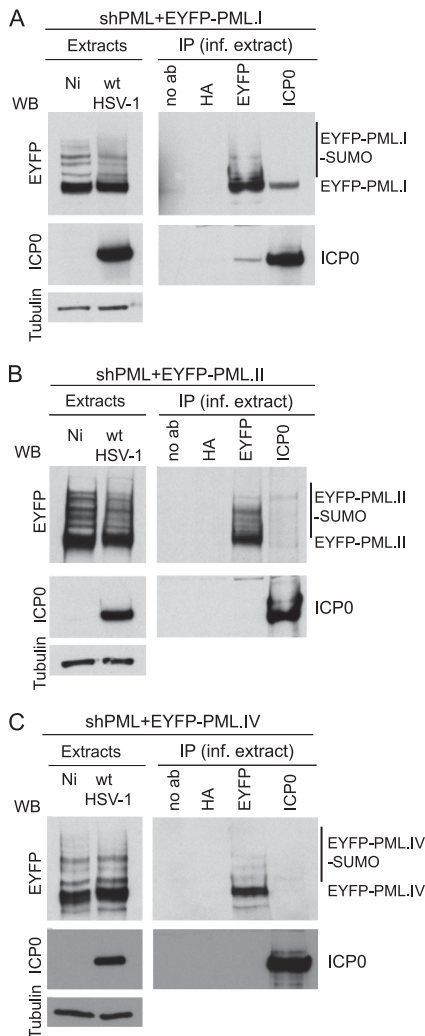 A
shPML+EYFP-PML.I
Extracts
IP (inf. extract)
WB
Ni
wt
HSV-1
no ab
HA
EYFP
ICP0
EYFP
EYFP-PML.I
-SUMO
EYFP-PML.I
ICP0
ICP0
Tubulin
B
shPML+EYFP-PML.II
Extracts
IP (inf. extract)
WB
Ni
wt
HSV-1
no ab
HA
EYFP
ICP0
EYFP
EYFP-PML.II
-SUMO
EYFP-PML.II
ICP0
ICP0
Tubulin
C
shPML+EYFP-PML.IV
Extracts
IP (inf. extract)
WB
Ni
wt
HSV-1
no ab
HA
EYFP
ICP0
EYFP
EYFP-PML.IV
-SUMO
EYFP-PML.IV
ICP0
ICP0
Tubulin